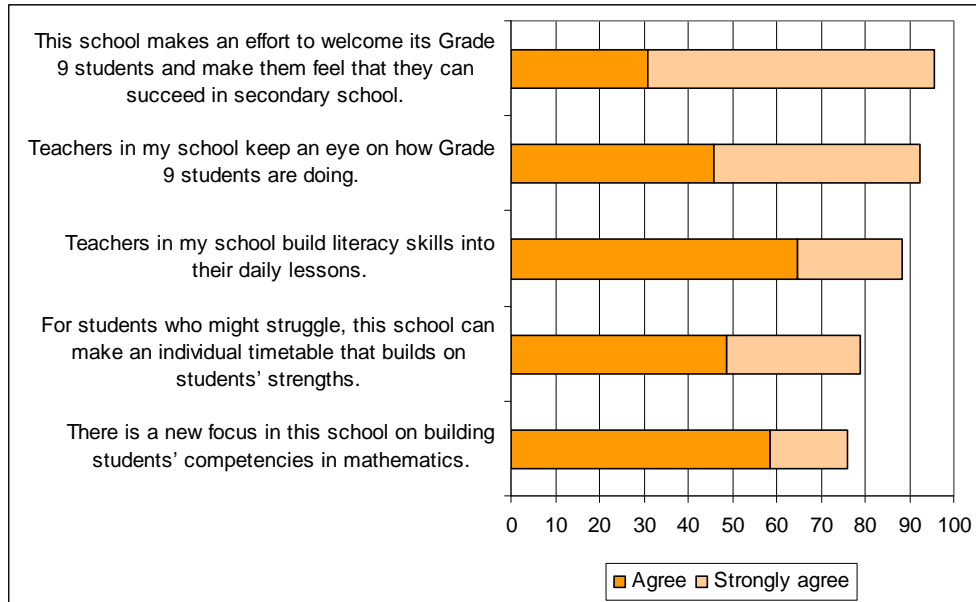 This school makes an effort to welcome its Grade
9 students and make them feel that they can
succeed in secondary school.
Teachers in my school keep an eye on how Grade
9 students are doing.
Teachers in my school build literacy skills into
their daily lessons.
For students who might struggle, this school can
make an individual timetable that builds on
students’ strengths.
There is a new focus in this school on building
students’ competencies in mathematics.
0 10 20 30 40 50 60 70 80 90 100
Agree Strongly agree